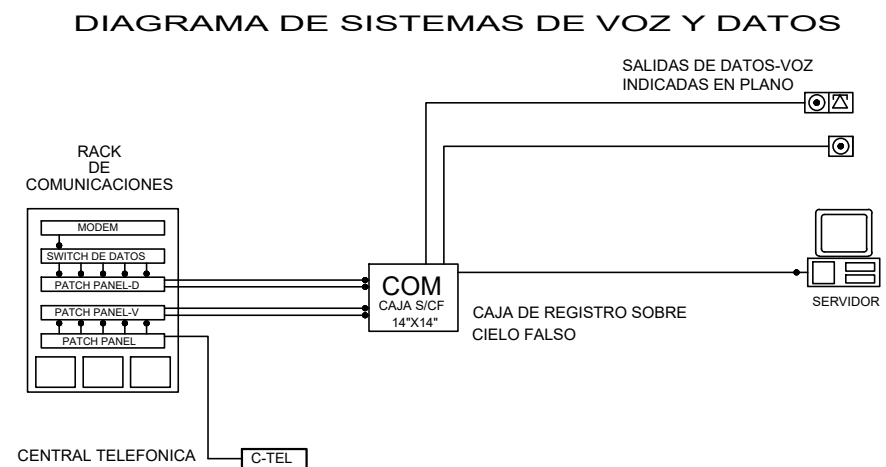 DIAGRAMA DE SISTEMAS DE VOZ Y DATOS
SALIDAS DE DATOS-VOZ
INDICADAS EN PLANO
RACK
DE
COMUNICACIONES
MODEM
SWITCH DE DATOS
PATCH PANEL-D
PATCH PANEL-V
PATCH PANEL
COM
CAJA S/CF
14"X14"
CAJA DE REGISTRO SOBRE
CIELO FALSO
SERVIDOR
CENTRAL TELEFONICA
C-TEL